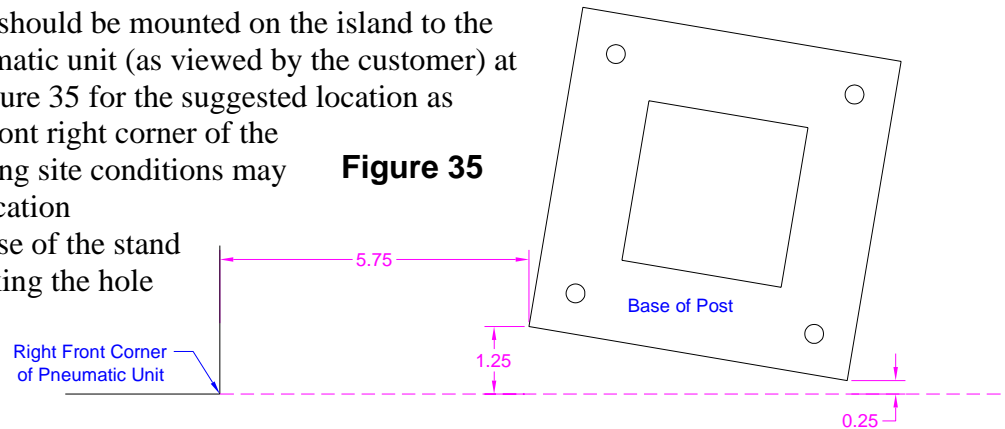 should be mounted on the island to the
matic unit (as viewed by the customer) at
ure 35 for the suggested location as
ont right corner of the
ng site conditions may
cation
se of the stand
king the hole
Figure 35
5.75
Base of Post
Right Front Corner
of Pneumatic Unit
1.25
0.25